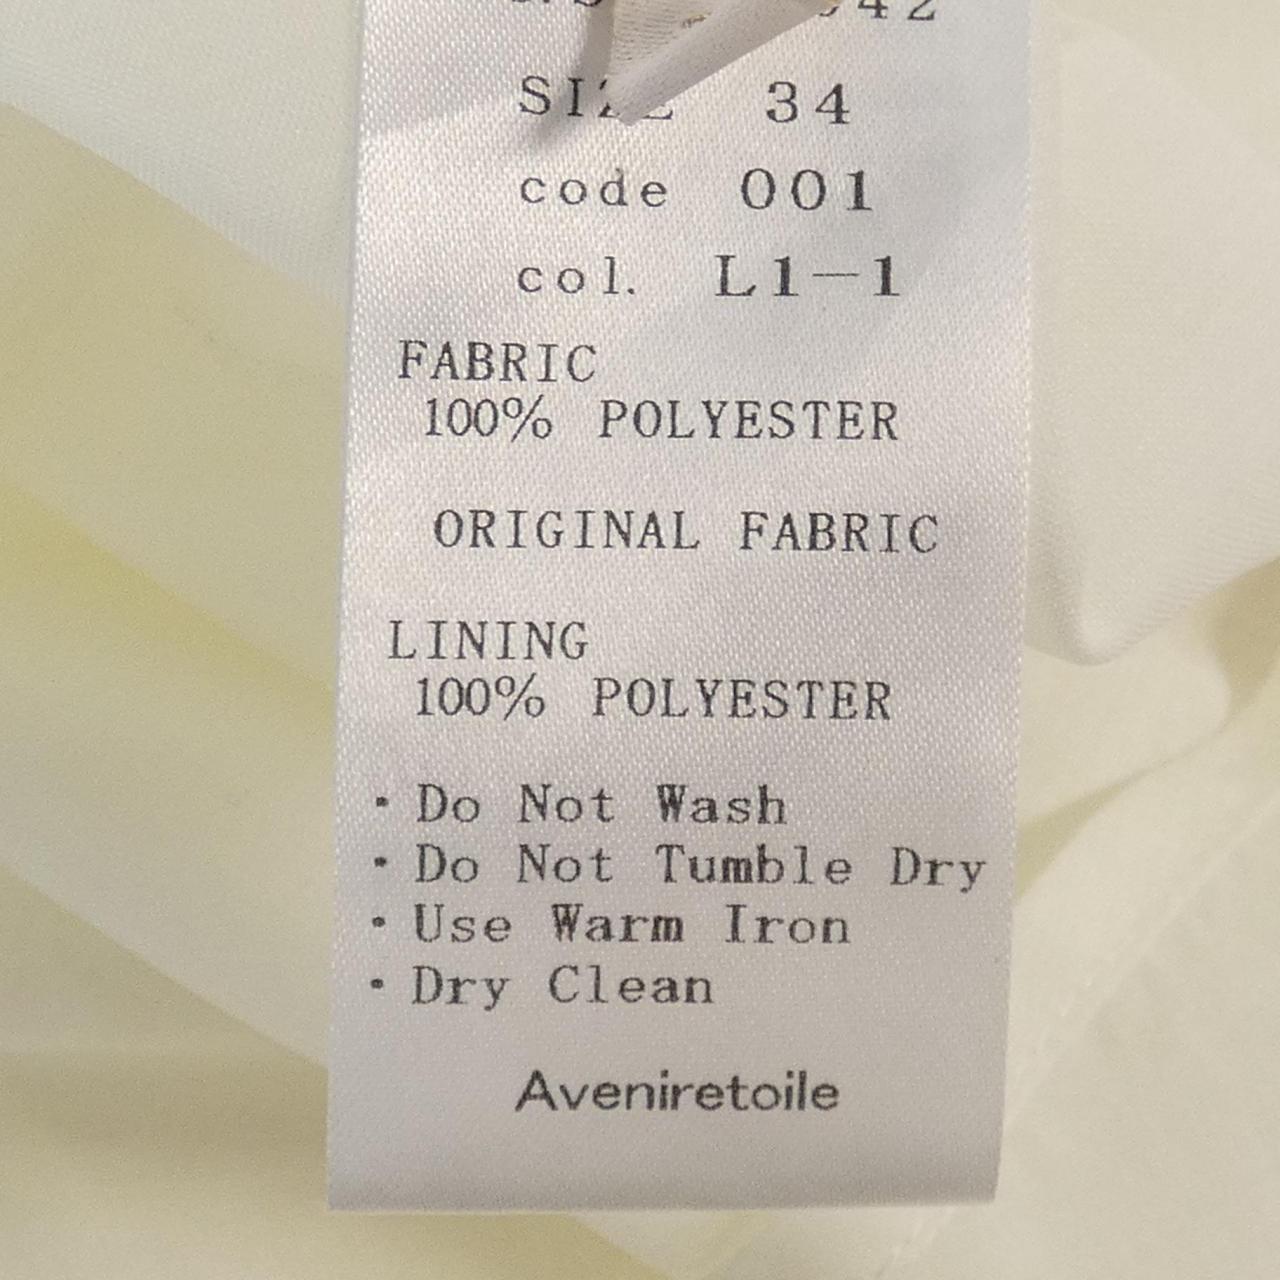 42
SIZE 34
code 001
col. L1-1
FABRIC
100% POLYESTER
ORIGINAL FABRIC
LINING
100% POLYESTER
・Do Not Wash
・Do Not Tumble Dry
・Use Warm Iron
・Dry Clean
Aveniretoile